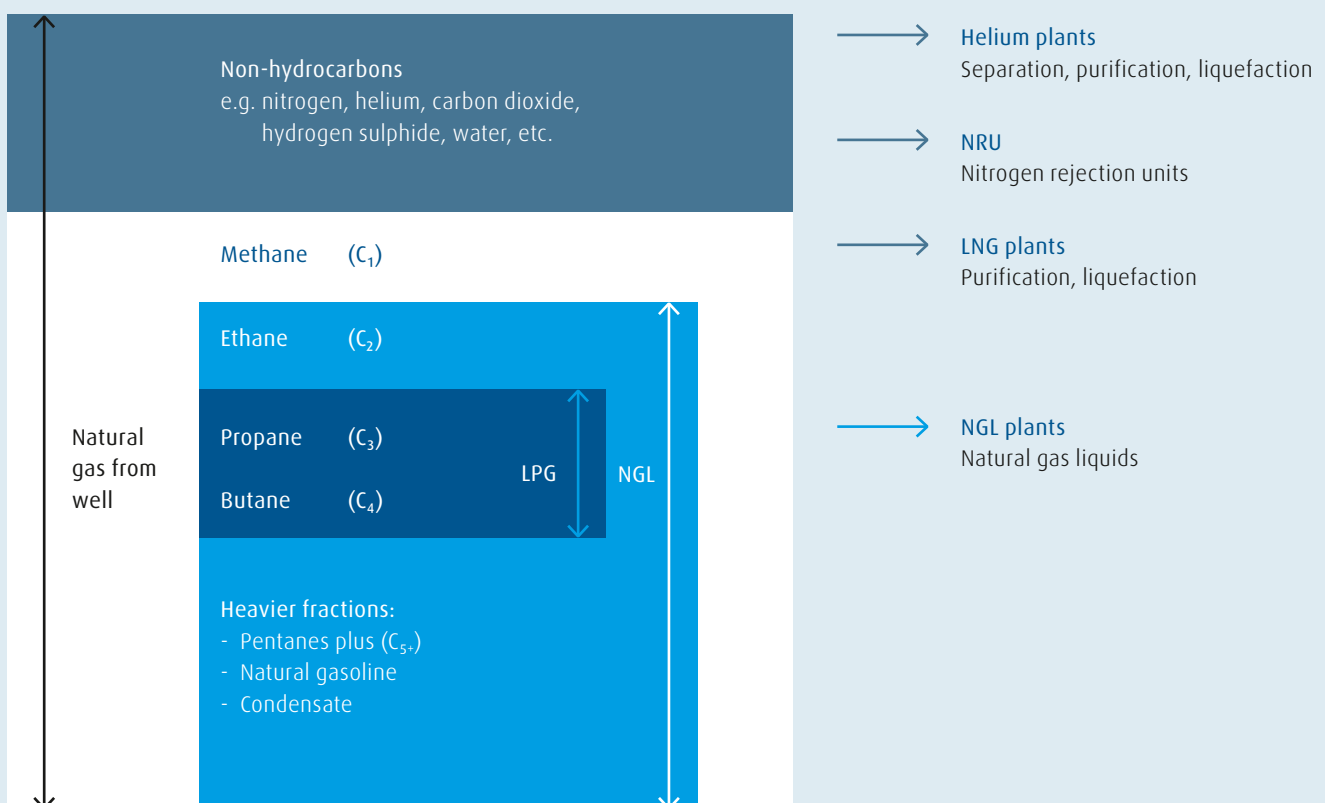 Non-hydrocarbons
e.g. nitrogen, helium, carbon dioxide,
hydrogen sulphide, water, etc.
Methane (C₁)
Ethane (C₂)
Propane (C₃)
Butane (C₄)
LPG
NGL
Natural
gas from
well
Heavier fractions:
- Pentanes plus (C₅₊)
- Natural gasoline
- Condensate
Helium plants
Separation, purification, liquefaction
NRU
Nitrogen rejection units
LNG plants
Purification, liquefaction
NGL plants
Natural gas liquids